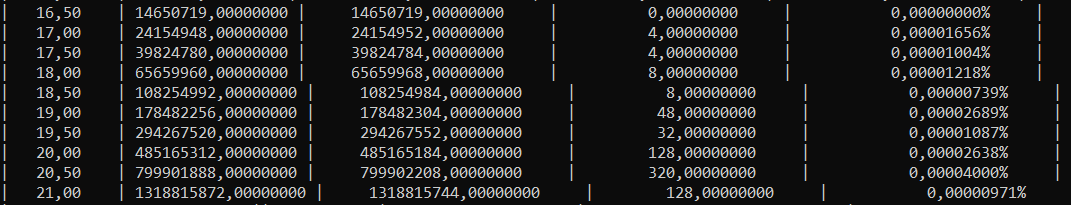 | 16,50 | 14650719,00000000 | 14650719,00000000 | 0,00000000 | 0,00000000% |
| 17,00 | 24154948,00000000 | 24154952,00000000 | 4,00000000 | 0,00001656% |
| 17,50 | 39824780,00000000 | 39824784,00000000 | 4,00000000 | 0,00001004% |
| 18,00 | 65659960,00000000 | 65659968,00000000 | 8,00000000 | 0,00001218% |
| 18,50 | 108254992,00000000 | 108254984,00000000 | 8,00000000 | 0,00000739% |
| 19,00 | 178482256,00000000 | 178482304,00000000 | 48,00000000 | 0,00002689% |
| 19,50 | 294267520,00000000 | 294267552,00000000 | 32,00000000 | 0,00001087% |
| 20,00 | 485165312,00000000 | 485165184,00000000 | 128,00000000 | 0,00002638% |
| 20,50 | 799901888,00000000 | 799902208,00000000 | 320,00000000 | 0,00004000% |
| 21,00 | 1318815872,00000000 | 1318815744,00000000 | 128,00000000 | 0,00000971%